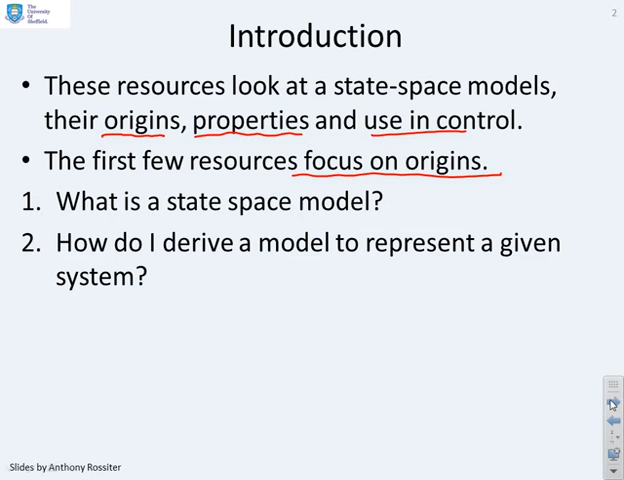 The
University
Of
Sheffield.
2
Introduction
• These resources look at a state-space models,
their origins, properties and use in control.
• The first few resources focus on origins.
1. What is a state space model?
2. How do I derive a model to represent a given
system?
Slides by Anthony Rossiter